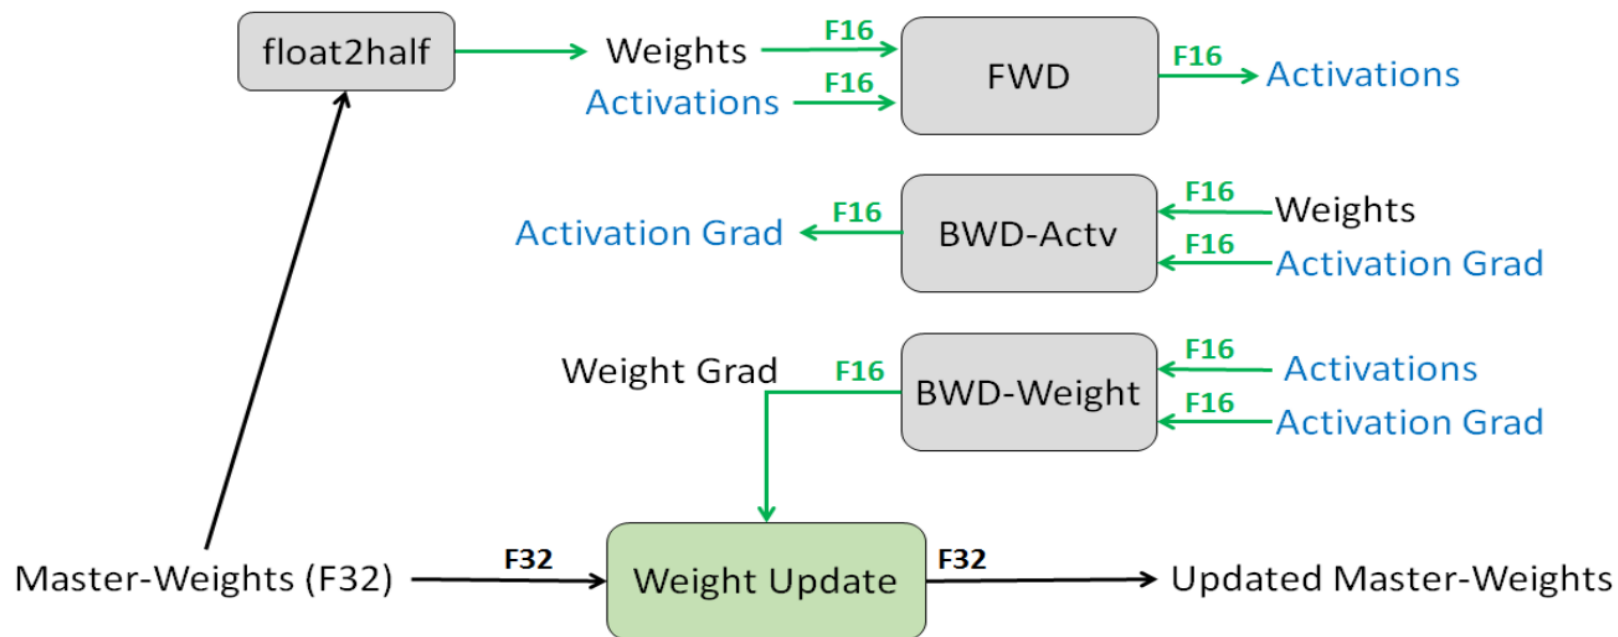 float2half
Weights
F16
Activations
F16
FWD
F16
Activations
Activation Grad
F16
BWD-Actv
F16
Weights
F16
Activation Grad
Weight Grad
F16
BWD-Weight
F16
Activations
F16
Activation Grad
Master-Weights (F32)
F32
Weight Update
F32
Updated Master-Weights